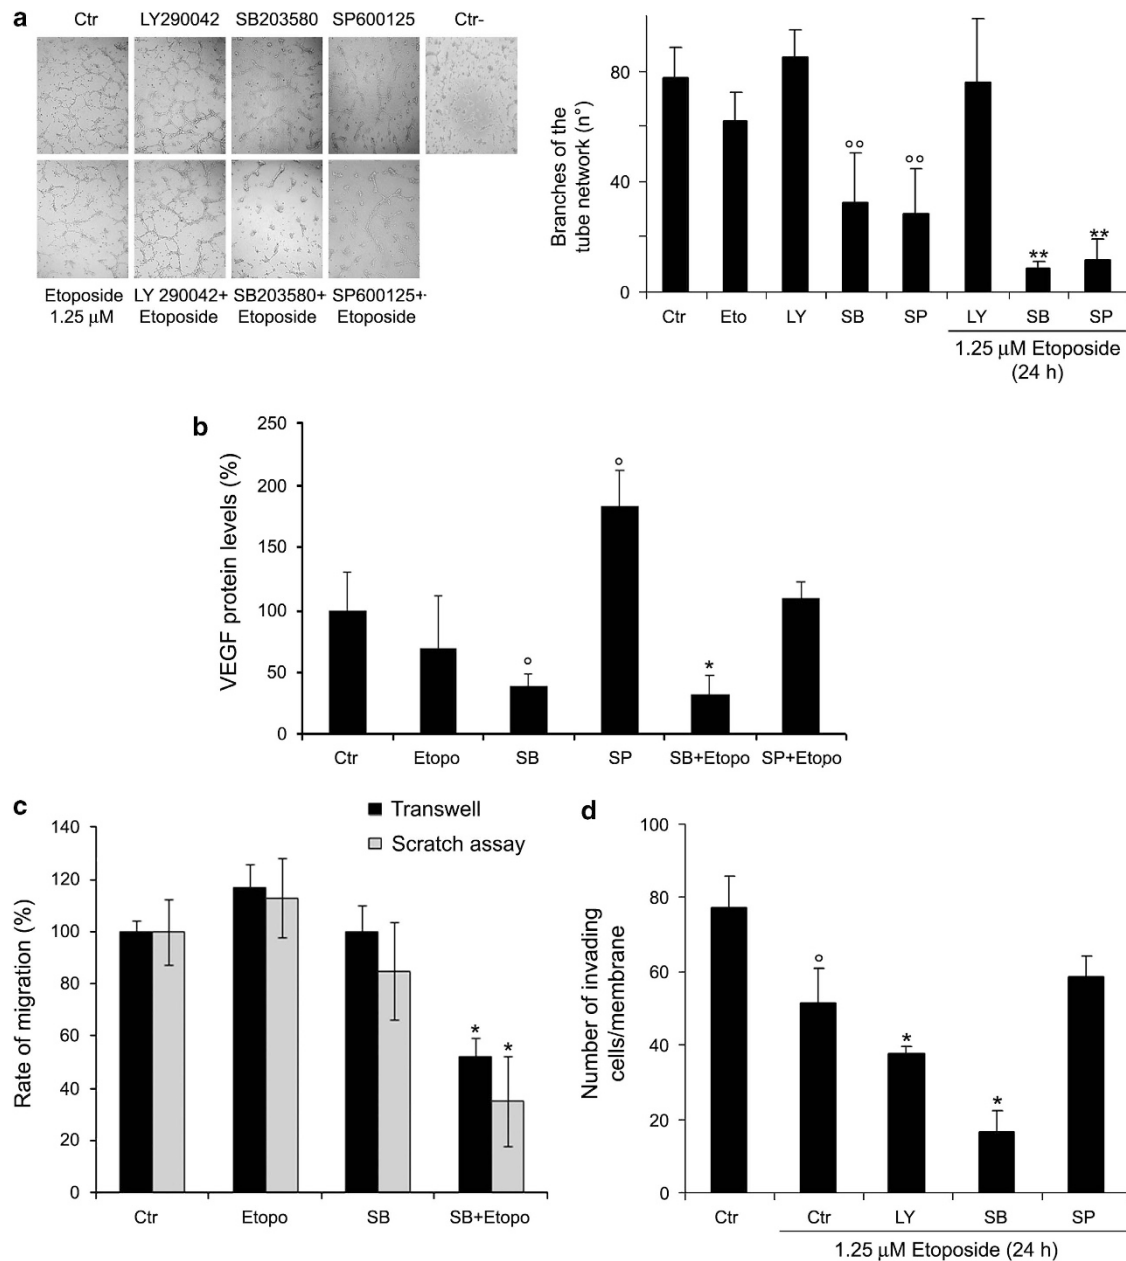 a
Ctr LY290042 SB203580 SP600125 Ctr-
Etoposide LY 290042+ SB203580+ SP600125+
1.25 µM Etoposide Etoposide Etoposide
Branches of the
tube network (n°)
80
40
0
°°
°°
**
**
Ctr Eto LY SB SP LY SB SP
1.25 µM Etoposide
(24 h)
b
VEGF protein levels (%)
250
200
150
100
50
0
°
°
*
Ctr Etopo SB SP SB+Etopo SP+Etopo
c
Transwell
Scratch assay
Rate of migration (%)
140
120
100
80
60
40
20
0
*
*
Ctr Etopo SB SB+Etopo
d
Number of invading
cells/membrane
100
80
60
40
20
0
°
*
*
Ctr Ctr LY SB SP
1.25 µM Etoposide (24 h)